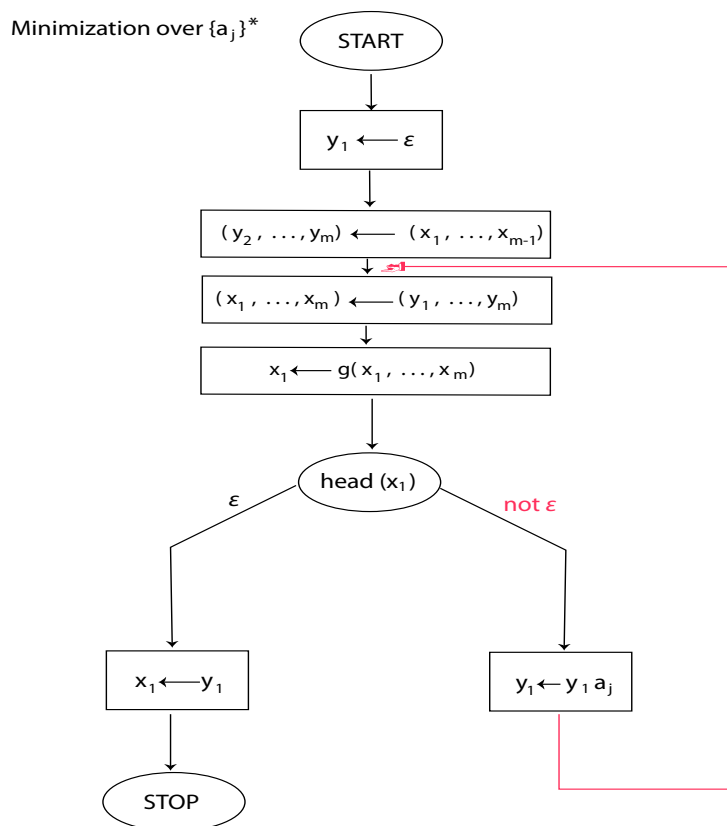 Minimization over {a_j}*
START
y_1 ← ε
(y_2, ...,y_m) ← (x_1, ...,x_{m-1})
(x_1, ...,x_m) ← (y_1, ...,y_m)
x_1 ← g(x_1, ...,x_m)
head (x_1)
ε
not ε
x_1 ← y_1
y_1 ← y_1 a_j
STOP